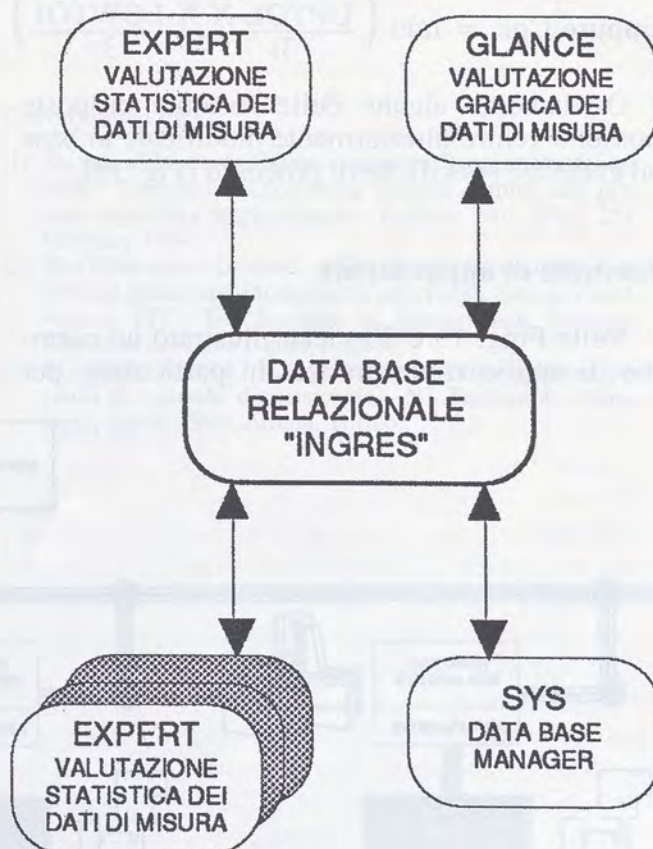 EXPERT
VALUTAZIONE
STATISTICA DEI
DATI DI MISURA
GLANCE
VALUTAZIONE
GRAFICA DEI
DATI DI MISURA
DATA BASE
RELAZIONALE
"INGRES"
EXPERT
VALUTAZIONE
STATISTICA DEI
DATI DI MISURA
SYS
DATA BASE
MANAGER